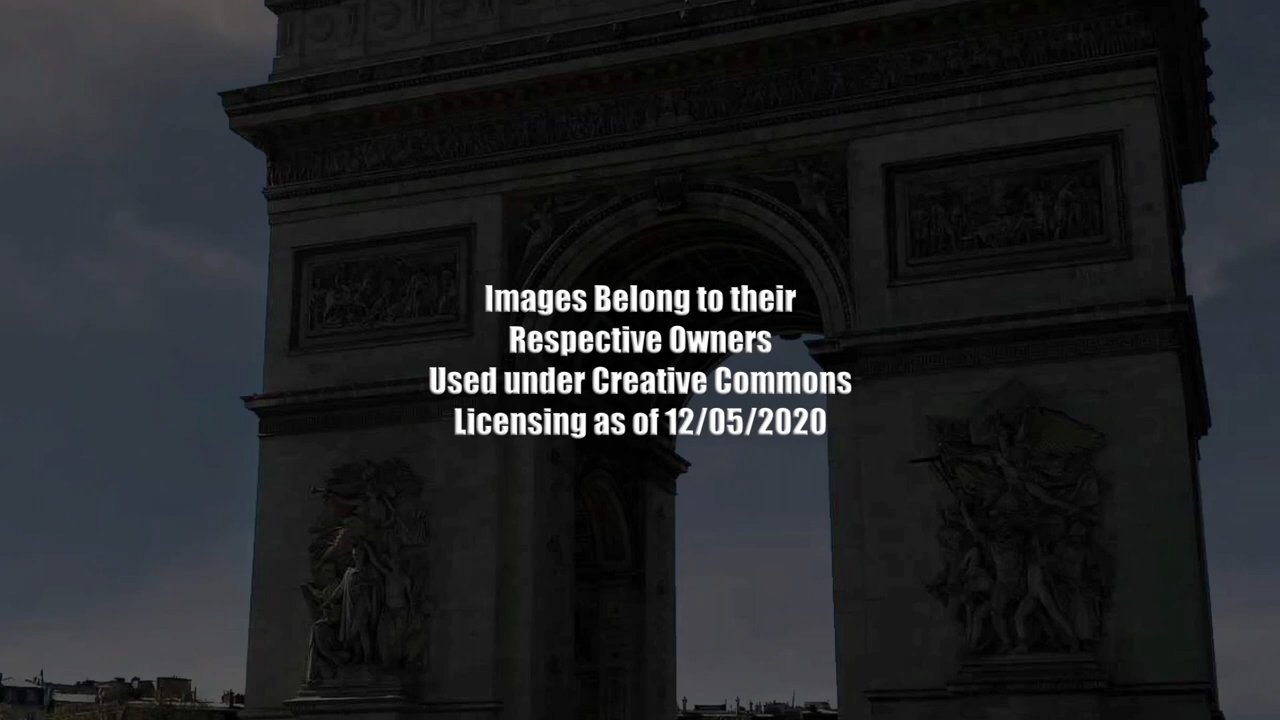 Images Belong to their
Respective Owners
Used under Creative Commons
Licensing as of 12/05/2020